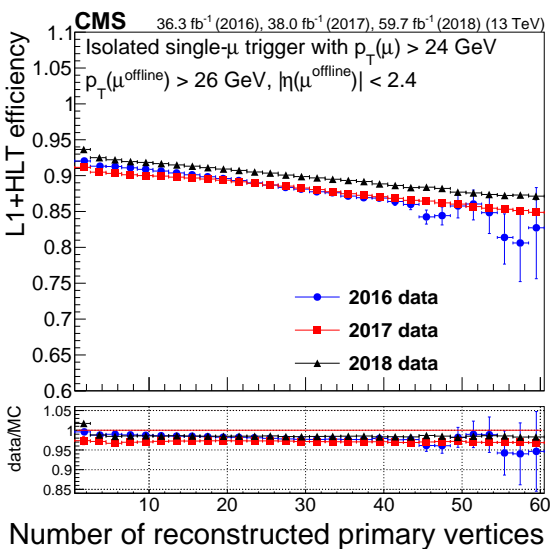 CMS 36.3 fb⁻¹ (2016), 38.0 fb⁻¹ (2017), 59.7 fb⁻¹ (2018) (13 TeV)
Isolated single-μ trigger with p_T(μ) > 24 GeV
p_T(μ^offline) > 26 GeV, |η(μ^offline)| < 2.4
L1+HLT efficiency
1.1
1.05
1
0.95
0.9
0.85
0.8
0.75
0.7
0.65
0.6
2016 data
2017 data
2018 data
data/MC
1.05
1
0.95
0.9
0.85
10 20 30 40 50 60
Number of reconstructed primary vertices